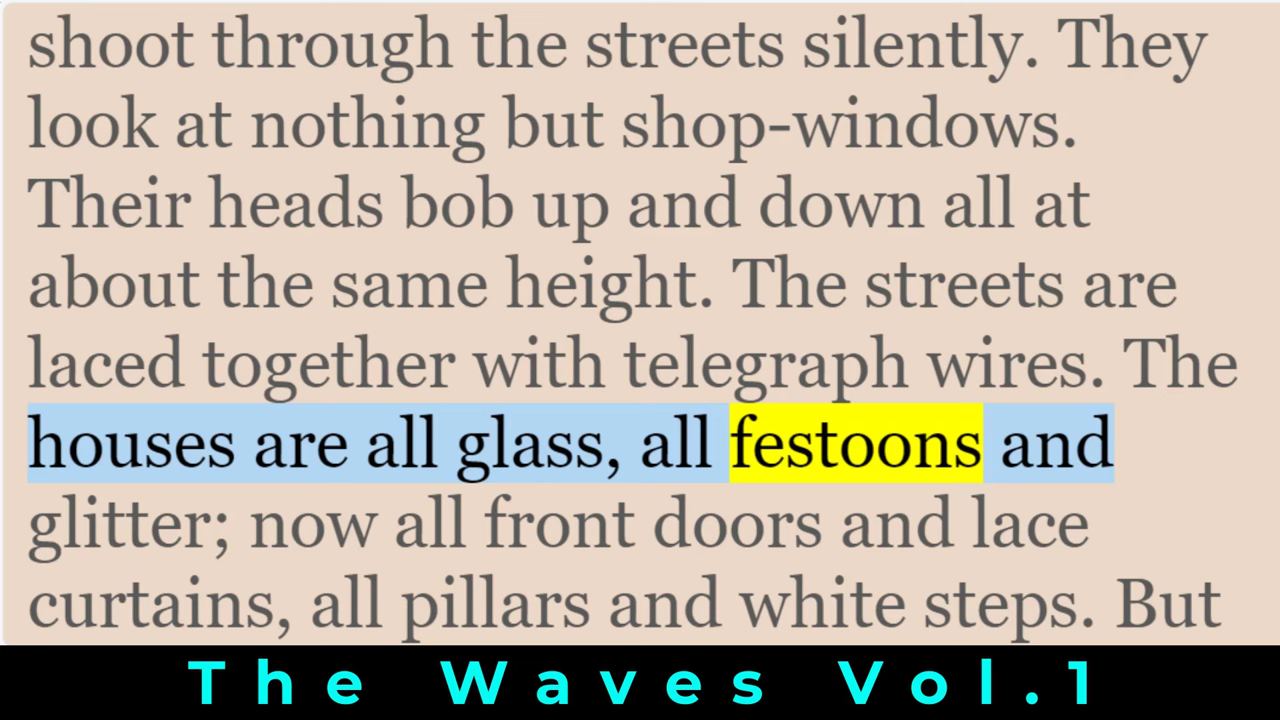 shoot through the streets silently. They
look at nothing but shop-windows.
Their heads bob up and down all at
about the same height. The streets are
laced together with telegraph wires. The
houses are all glass, all festoons and
glitter; now all front doors and lace
curtains, all pillars and white steps. But
The Waves Vol.1